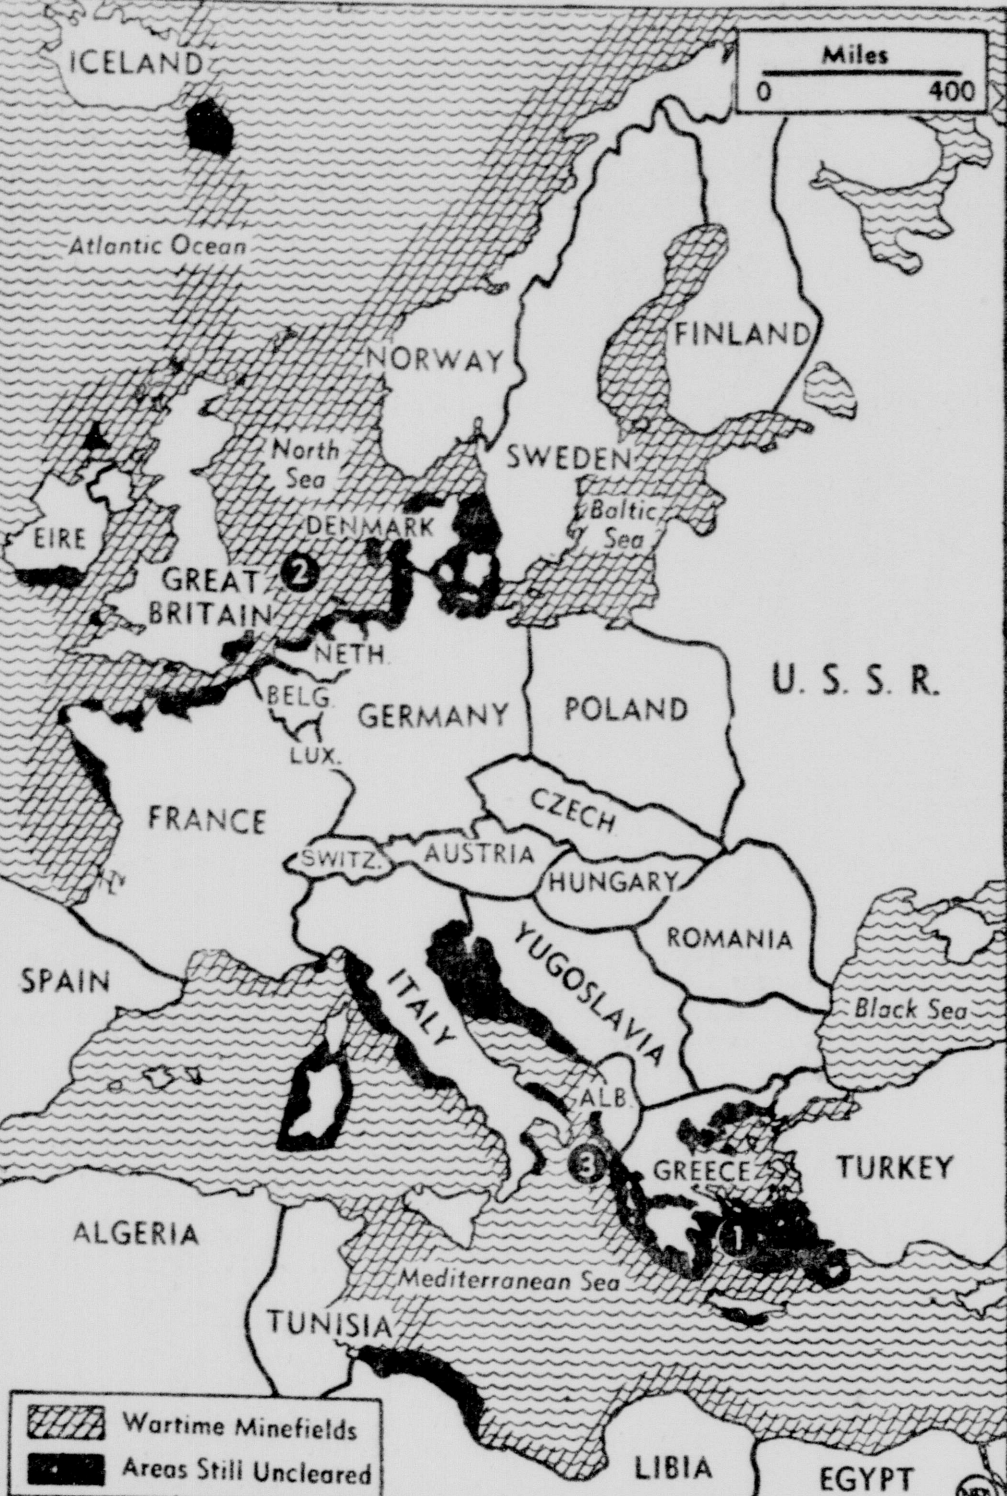 ICELAND
Miles
0 400
Atlantic Ocean
NORWAY
FINLAND
North
Sea
SWEDEN
DENMARK
Baltic
Sea
EIRE
GREAT
BRITAIN
2
NETH.
BELG.
LUX.
GERMANY
POLAND
U. S. S. R.
FRANCE
CZECH.
SWITZ.
AUSTRIA
HUNGARY
ROMANIA
YUGOSLAVIA
SPAIN
ITALY
Black Sea
ALB.
3
GREECE
TURKEY
1
ALGERIA
Mediterranean Sea
TUNISIA
Wartime Minefields
Areas Still Uncleared
LIBIA
EGYPT